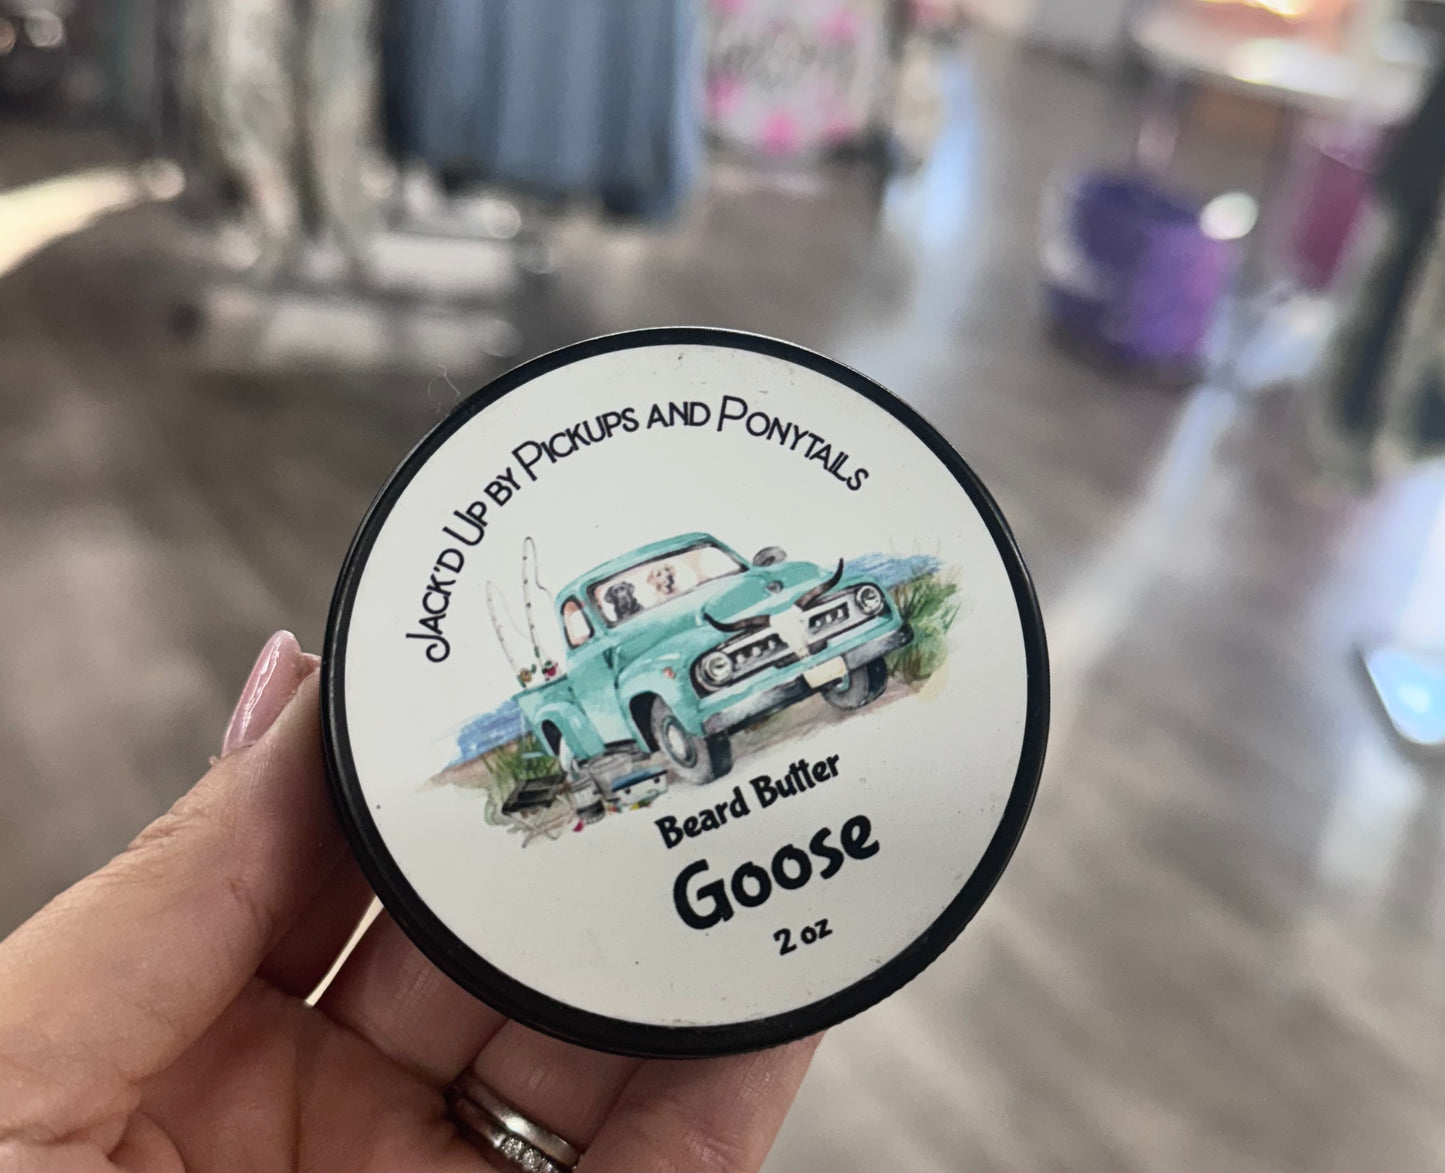 Jack'd Up by Pickups and Ponytails
Beard Butter
Goose
2 oz